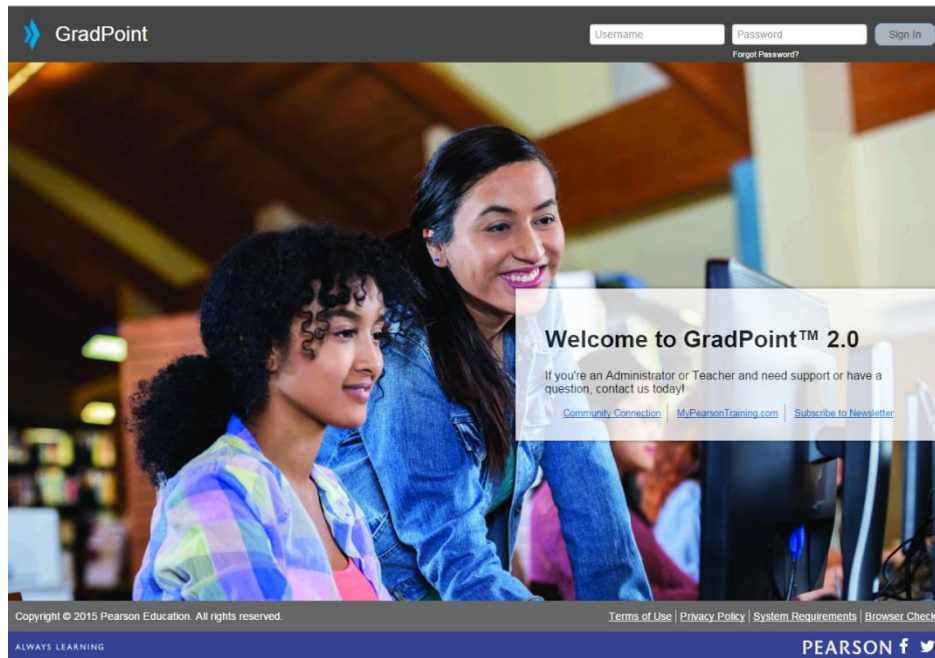 GradPoint
Username
Password
Sign In
Forgot Password?
Welcome to GradPoint™ 2.0
If you're an Administrator or Teacher and need support or have a
question, contact us today!
Community Connection | MyPearsonTraining.com | Subscribe to Newsletter
Copyright © 2015 Pearson Education. All rights reserved.
Terms of Use | Privacy Policy | System Requirements | Browser Check
ALWAYS LEARNING
PEARSON